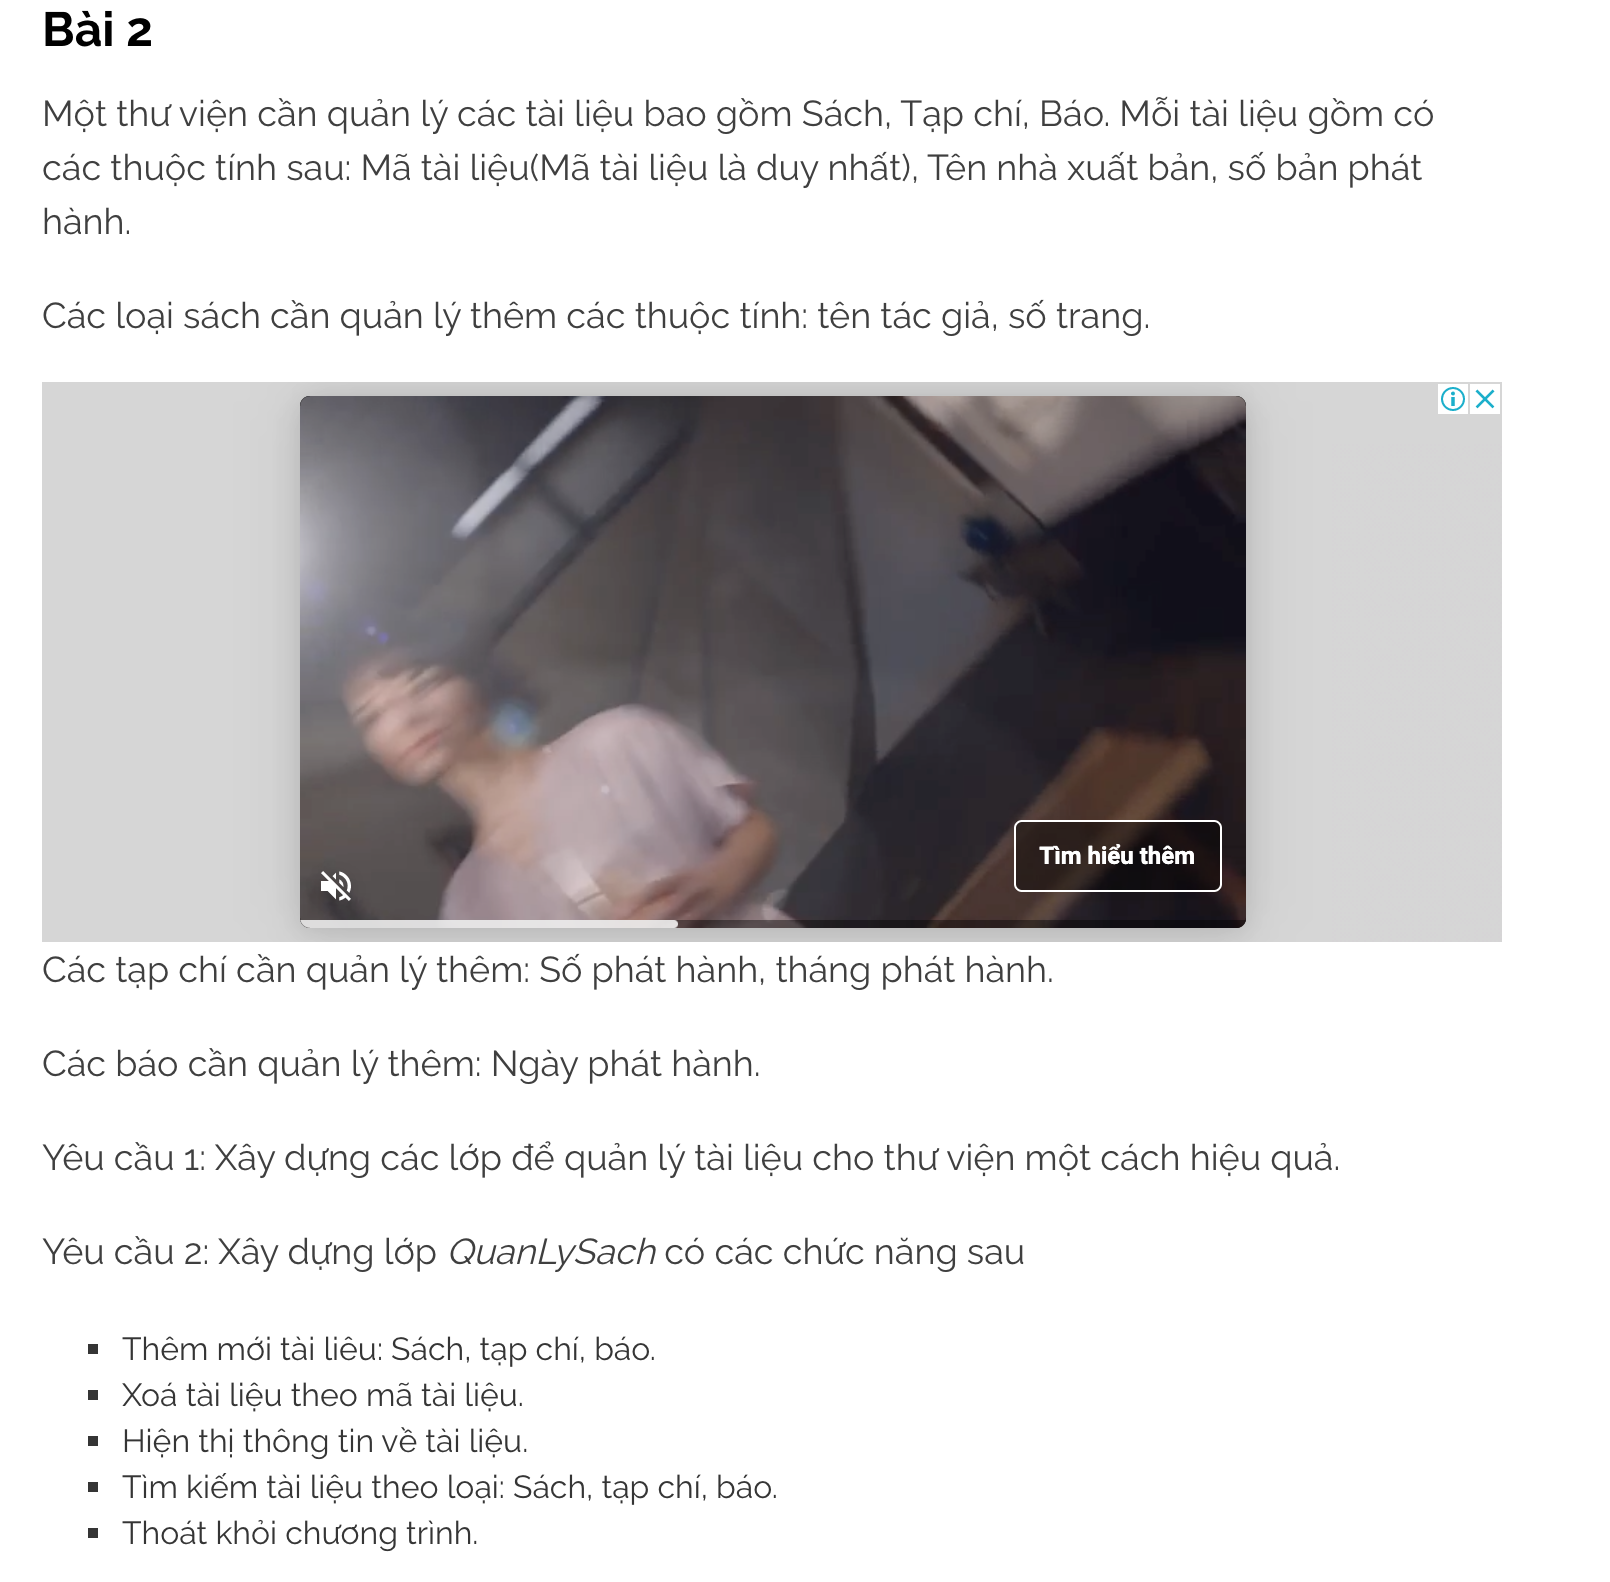 Bài 2
Một thư viện cần quản lý các tài liệu bao gồm Sách, Tạp chí, Báo. Mỗi tài liệu gồm có
các thuộc tính sau: Mã tài liệu(Mã tài liệu là duy nhất), Tên nhà xuất bản, số bản phát
hành.
Các loại sách cần quản lý thêm các thuộc tính: tên tác giả, số trang.
Tìm hiểu thêm
Các tạp chí cần quản lý thêm: Số phát hành, tháng phát hành.
Các báo cần quản lý thêm: Ngày phát hành.
Yêu cầu 1: Xây dựng các lớp để quản lý tài liệu cho thư viện một cách hiệu quả.
Yêu cầu 2: Xây dựng lớp QuanLySach có các chức năng sau
▪ Thêm mới tài liêu: Sách, tạp chí, báo.
▪ Xoá tài liệu theo mã tài liệu.
▪ Hiện thị thông tin về tài liệu.
▪ Tìm kiếm tài liệu theo loại: Sách, tạp chí, báo.
▪ Thoát khỏi chương trình.